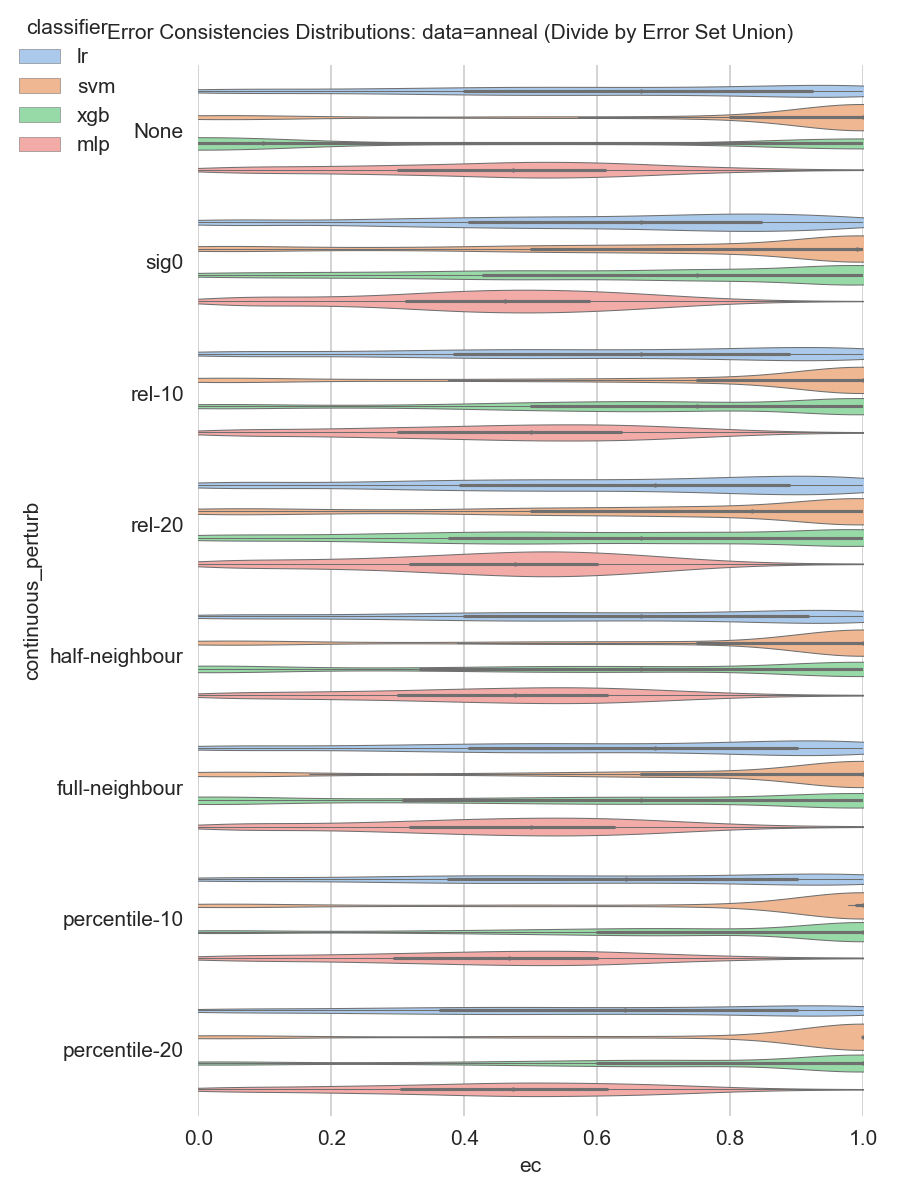 Error Consistencies Distributions: data=anneal (Divide by Error Set Union)
classifier
lr
svm
xgb
mlp
None
sig0
rel-10
rel-20
half-neighbour
full-neighbour
percentile-10
percentile-20
continuous_perturb
0.0 0.2 0.4 0.6 0.8 1.0
ec